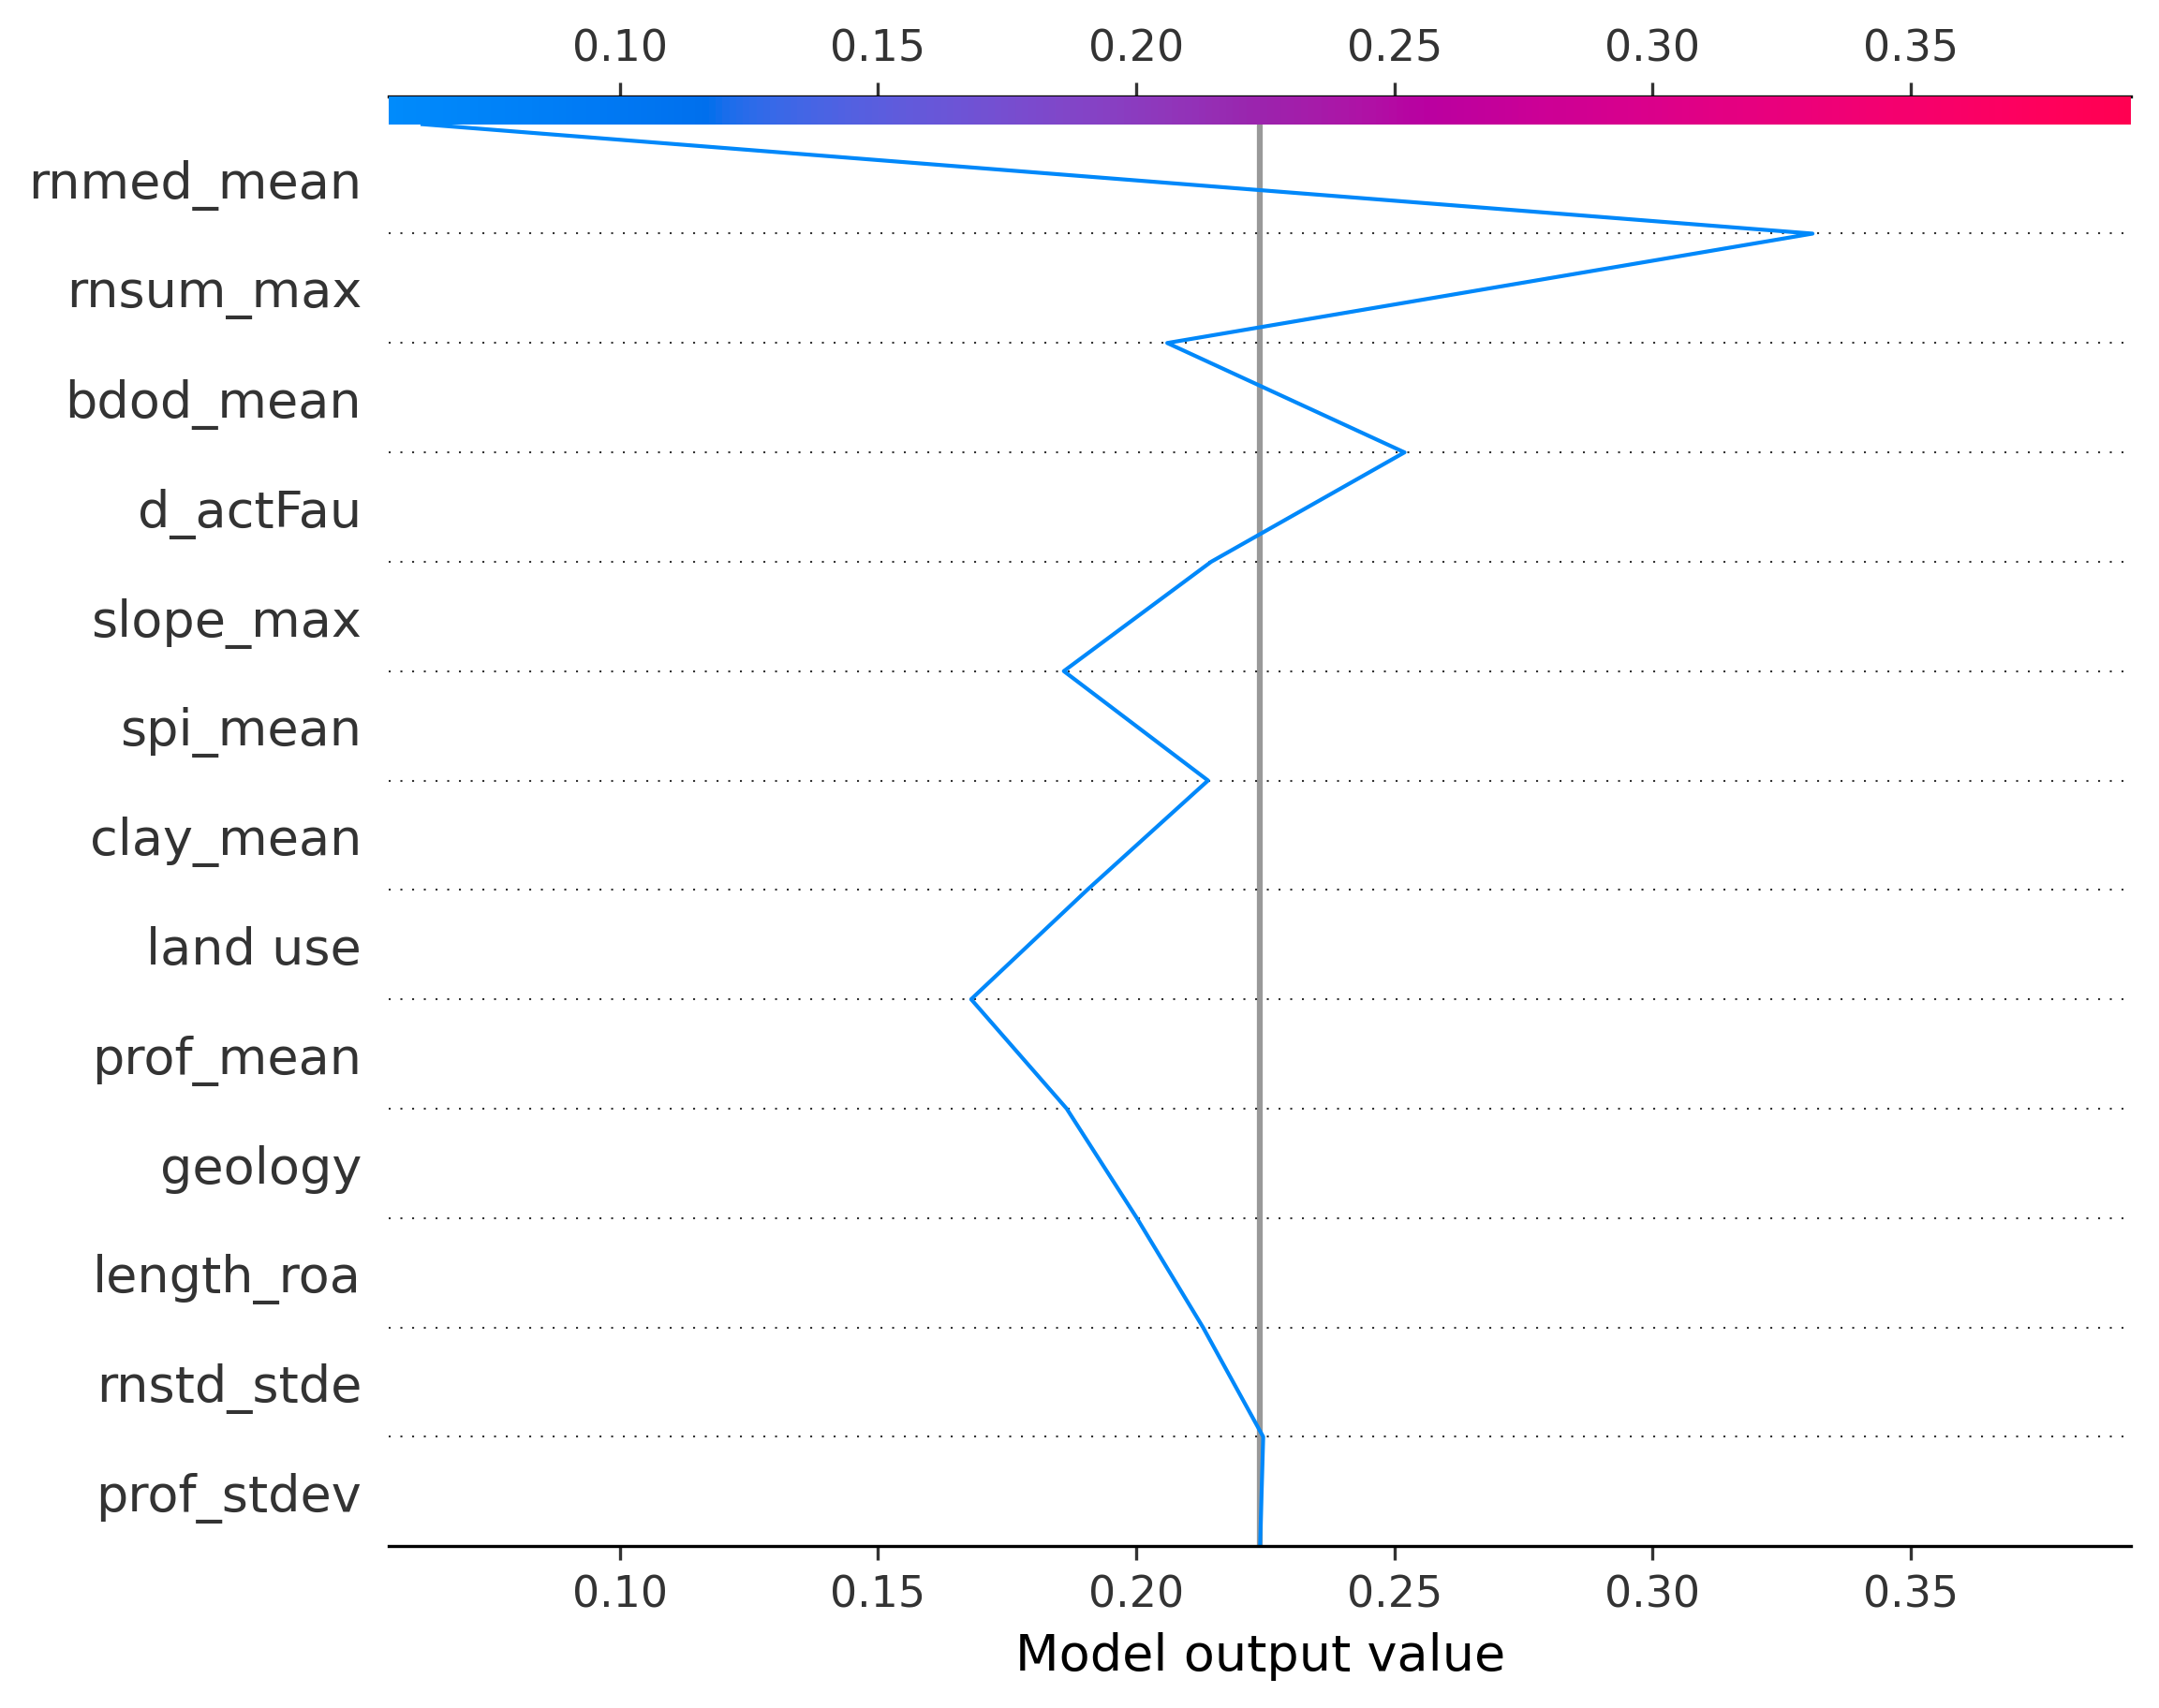 0.10 0.15 0.20 0.25 0.30 0.35
rnmed_mean
rnsum_max
bdod_mean
d_actFau
slope_max
spi_mean
clay_mean
land use
prof_mean
geology
length_roa
rnstd_stde
prof_stdev
0.10 0.15 0.20 0.25 0.30 0.35
Model output value